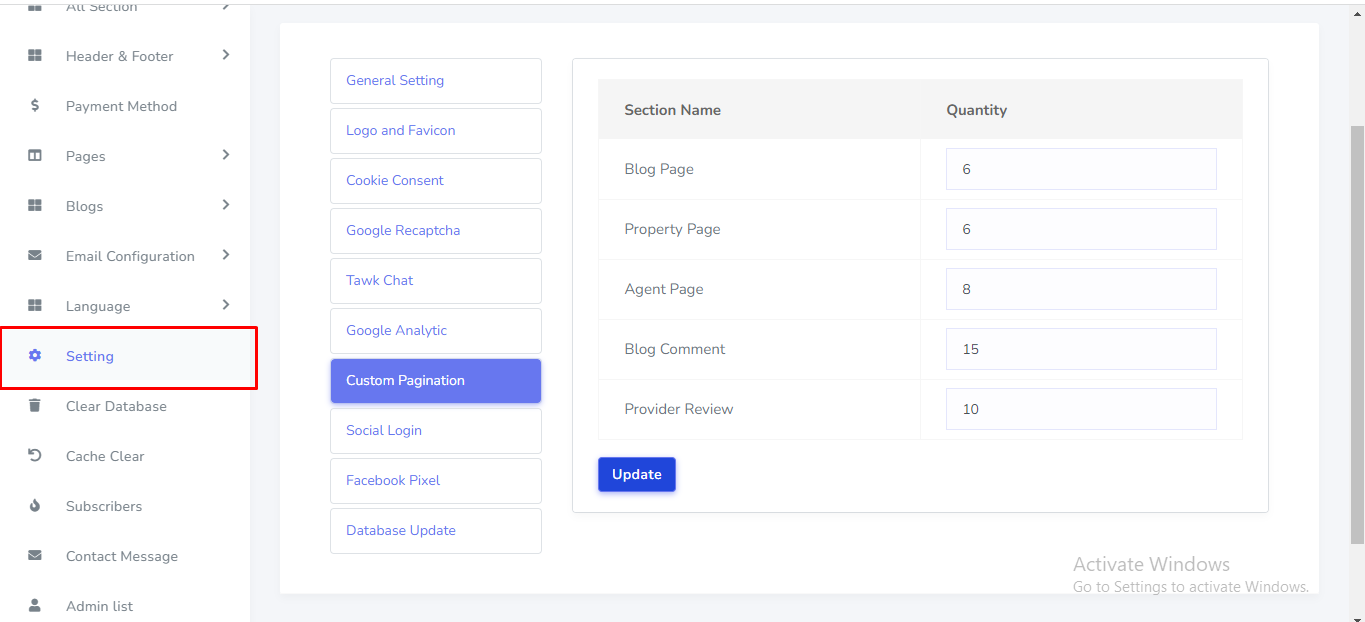 All Section
Header & Footer
Payment Method
Pages
Blogs
Email Configuration
Language
Setting
Clear Database
Cache Clear
Subscribers
Contact Message
Admin list
General Setting
Logo and Favicon
Cookie Consent
Google Recaptcha
Tawk Chat
Google Analytic
Custom Pagination
Social Login
Facebook Pixel
Database Update
Section Name Quantity
Blog Page 6
Property Page 6
Agent Page 8
Blog Comment 15
Provider Review 10
Update
Activate Windows
Go to Settings to activate Windows.